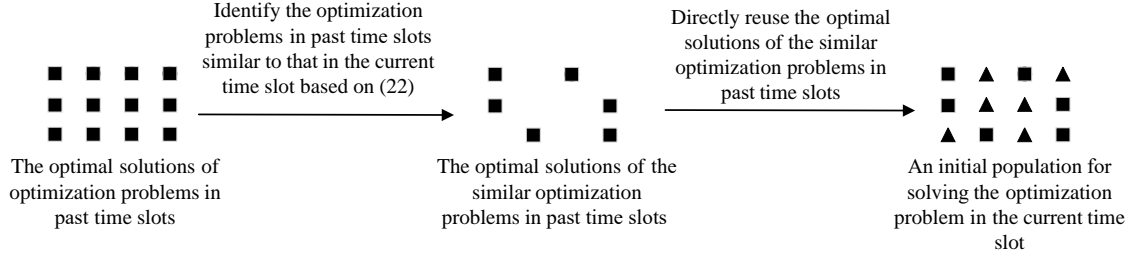 Identify the optimization
problems in past time slots
similar to that in the current
time slot based on (22)
Directly reuse the optimal
solutions of the similar
optimization problems in
past time slots
The optimal solutions of
optimization problems in
past time slots
The optimal solutions of the
similar optimization
problems in past time slots
An initial population for
solving the optimization
problem in the current time
slot